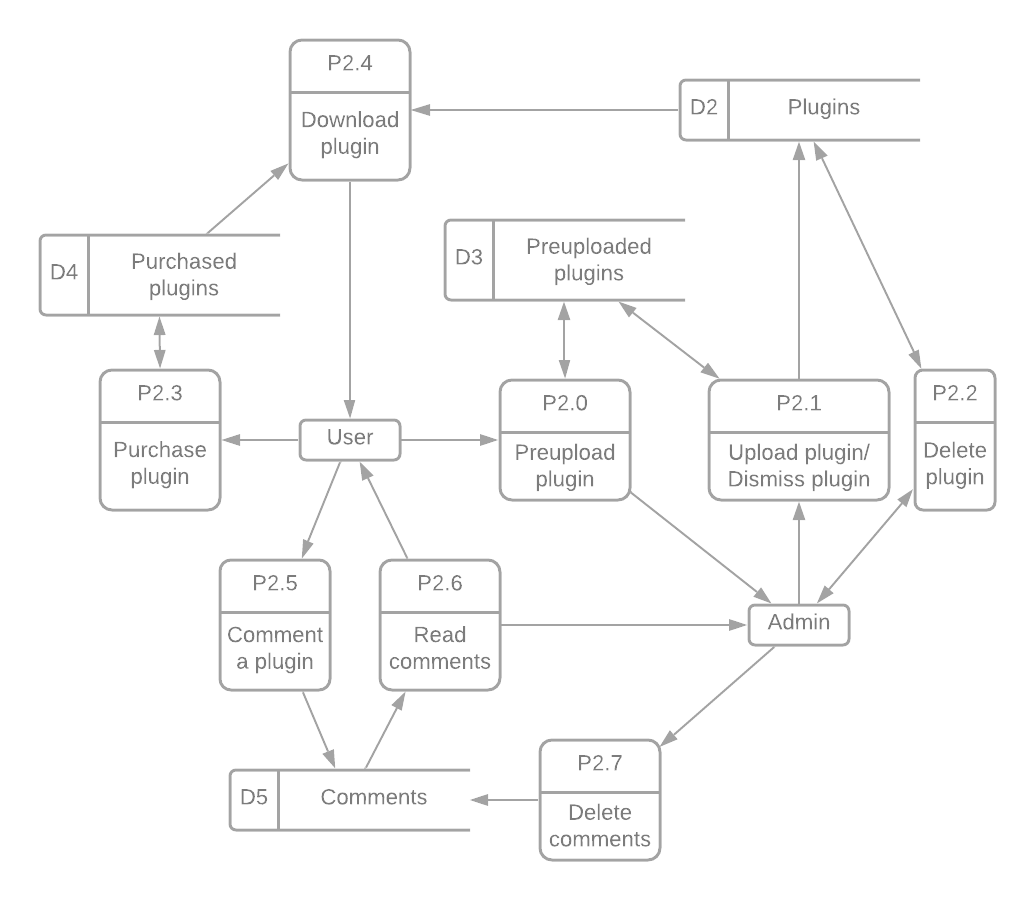 P2.4
Download
plugin
D2
Plugins
D4
Purchased
plugins
D3
Preuploaded
plugins
P2.3
Purchase
plugin
User
P2.0
Preupload
plugin
P2.1
Upload plugin/
Dismiss plugin
P2.2
Delete
plugin
P2.5
Comment
a plugin
P2.6
Read
comments
Admin
P2.7
Delete
comments
D5
Comments